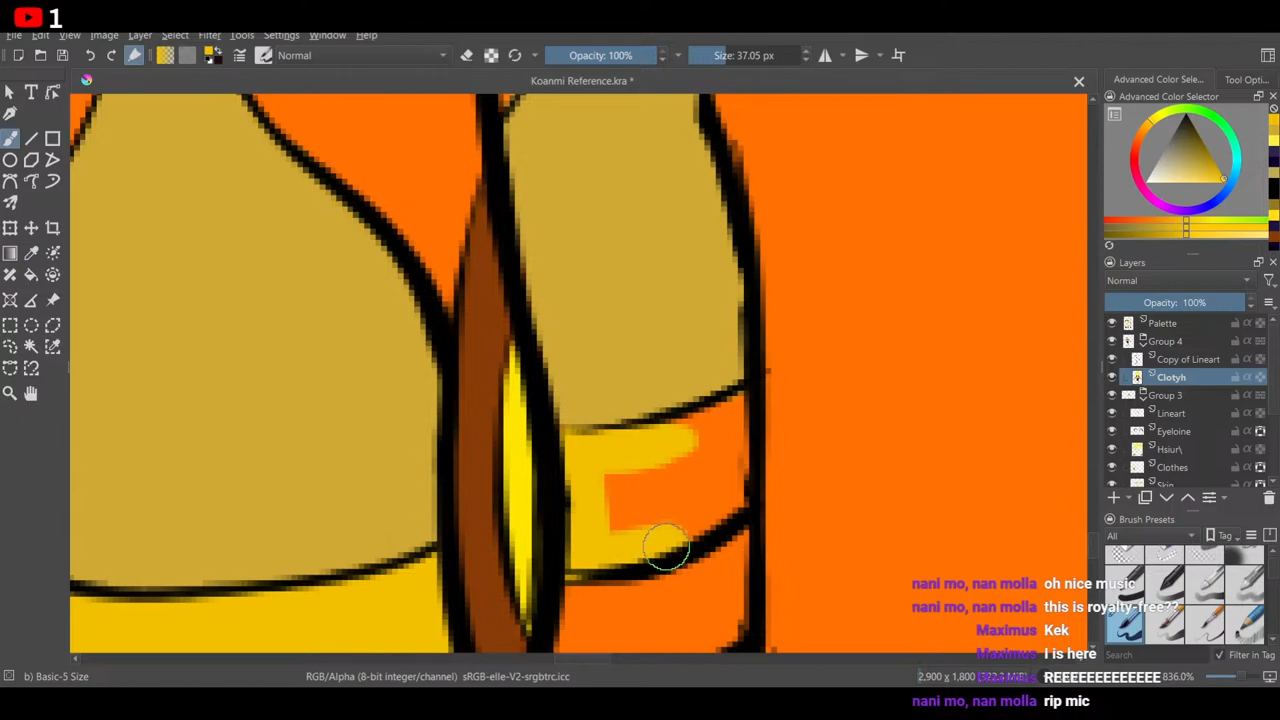 1
File Edit View Image Layer Select Filter Tools Settings Window Help
Normal Opacity: 100% Size: 37.05 px
Koanmi Reference.kra *
Advanced Color Sele... Tool Opti...
Advanced Color Selector
Layers
Normal
Opacity: 100%
Palette
Group 4
Copy of Lineart
Clotyh
Group 3
Lineart
Eyeloine
Hsiur\
Clothes
Skin
Brush Presets
All Tag
nani mo, nan molla oh nice music
nani mo, nan molla this is royalty-free??
Maximus Kek
Maximus I is here
Maximus REEEEEEEEEEEEE
nani mo, nan molla rip mic
Search Filter in Tag
b) Basic-5 Size RGB/Alpha (8-bit integer/channel) sRGB-elle-V2-srgbtrc.icc 2,900 x 1,800 836.0%